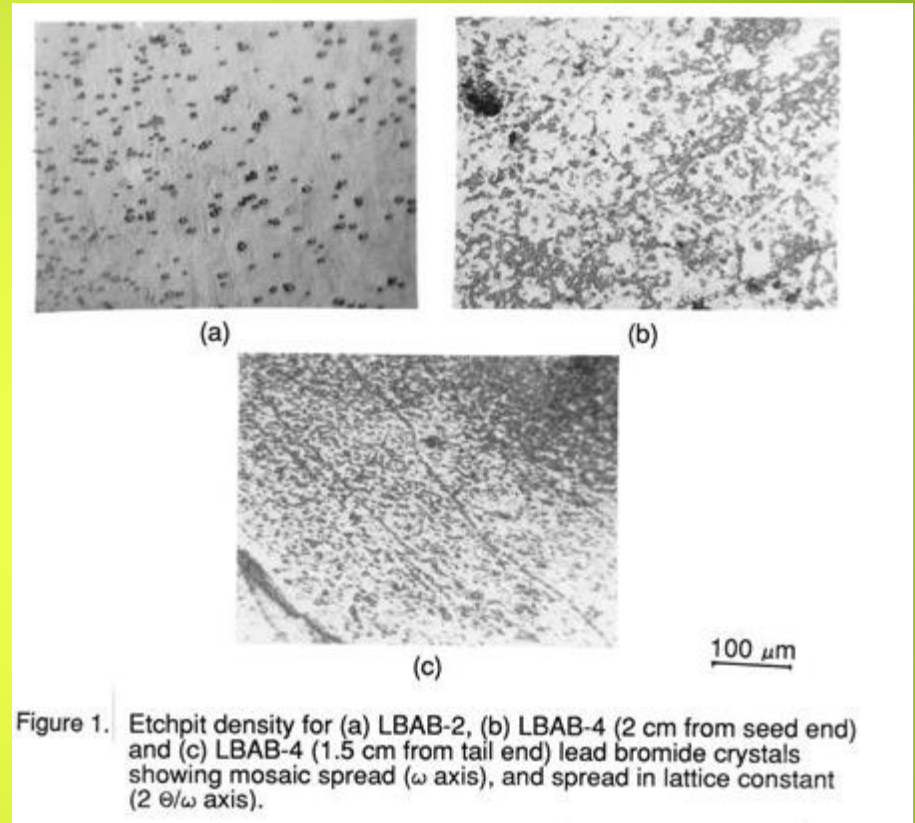 (a)
(b)
(c)
100 μm
Figure 1. Etchpit density for (a) LBAB-2, (b) LBAB-4 (2 cm from seed end)
and (c) LBAB-4 (1.5 cm from tail end) lead bromide crystals
showing mosaic spread (ω axis), and spread in lattice constant
(2 Θ/ω axis).